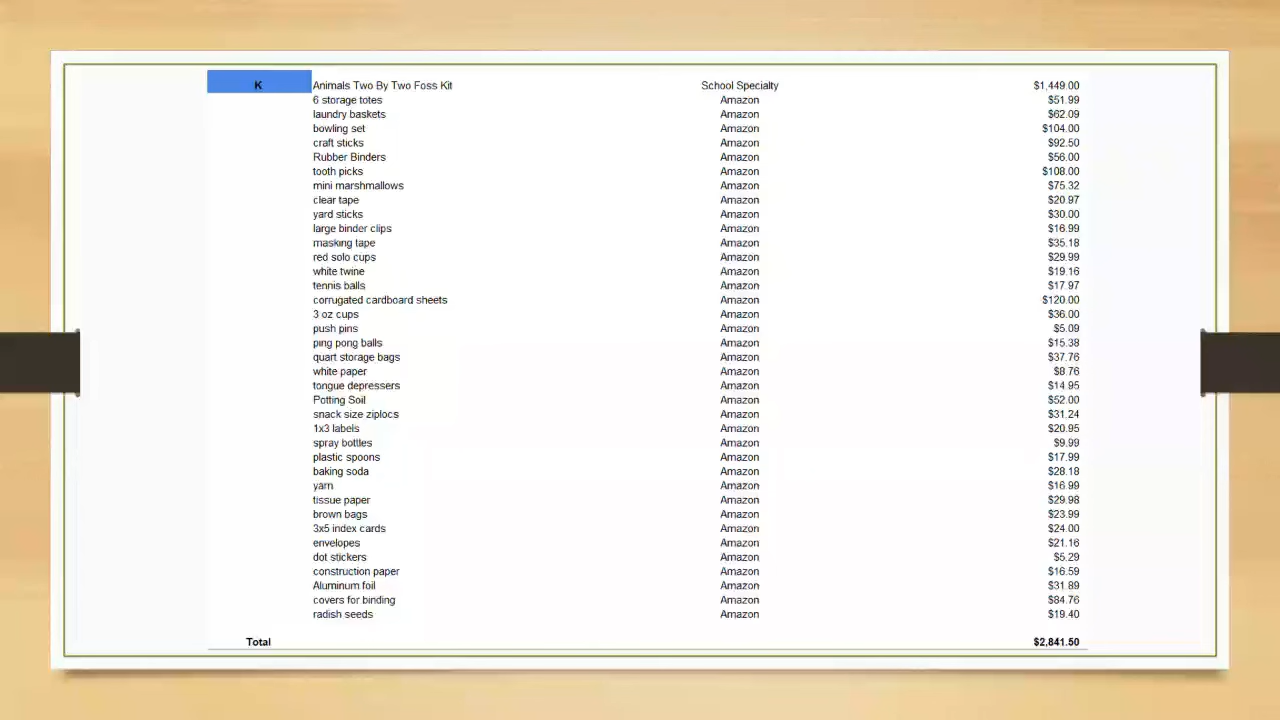 K Animals Two By Two Foss Kit School Specialty $1,449.00
6 storage totes Amazon $51.99
laundry baskets Amazon $62.09
bowling set Amazon $104.00
craft sticks Amazon $92.50
Rubber Binders Amazon $56.00
tooth picks Amazon $108.00
mini marshmallows Amazon $75.32
clear tape Amazon $20.97
yard sticks Amazon $30.00
large binder clips Amazon $16.99
masking tape Amazon $35.18
red solo cups Amazon $29.99
white twine Amazon $19.16
tennis balls Amazon $17.97
corrugated cardboard sheets Amazon $120.00
3 oz cups Amazon $36.00
push pins Amazon $5.09
ping pong balls Amazon $15.38
quart storage bags Amazon $37.76
white paper Amazon $8.76
tongue depressers Amazon $14.95
Potting Soil Amazon $52.00
snack size ziplocs Amazon $31.24
1x3 labels Amazon $20.95
spray bottles Amazon $9.99
plastic spoons Amazon $17.99
baking soda Amazon $28.18
yarn Amazon $16.99
tissue paper Amazon $29.98
brown bags Amazon $23.99
3x5 index cards Amazon $24.00
envelopes Amazon $21.16
dot stickers Amazon $5.29
construction paper Amazon $16.59
Aluminum foil Amazon $31.89
covers for binding Amazon $84.76
radish seeds Amazon $19.40
Total $2,841.50